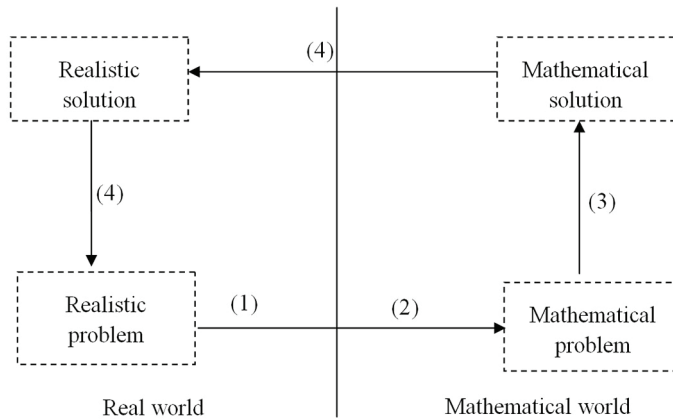 (4)
Realistic
solution
Mathematical
solution
(4)
(3)
Realistic
problem
(1)
(2)
Mathematical
problem
Real world
Mathematical world